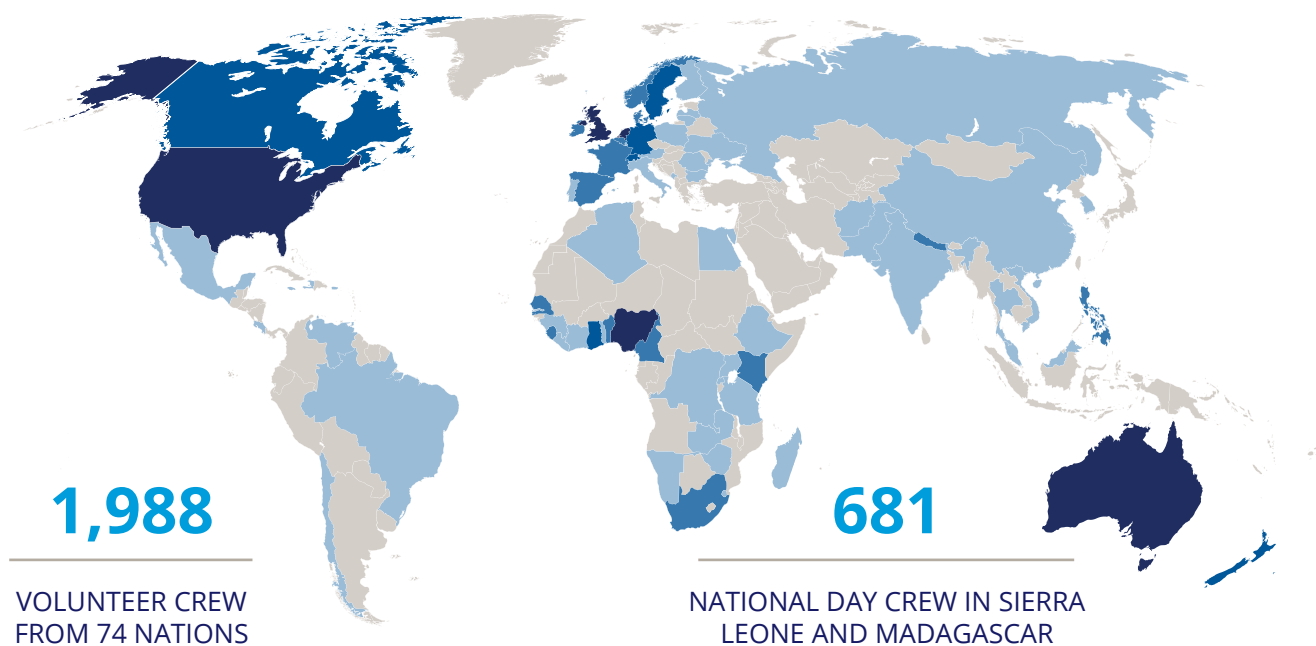 1,988
VOLUNTEER CREW
FROM 74 NATIONS
681
NATIONAL DAY CREW IN SIERRA
LEONE AND MADAGASCAR